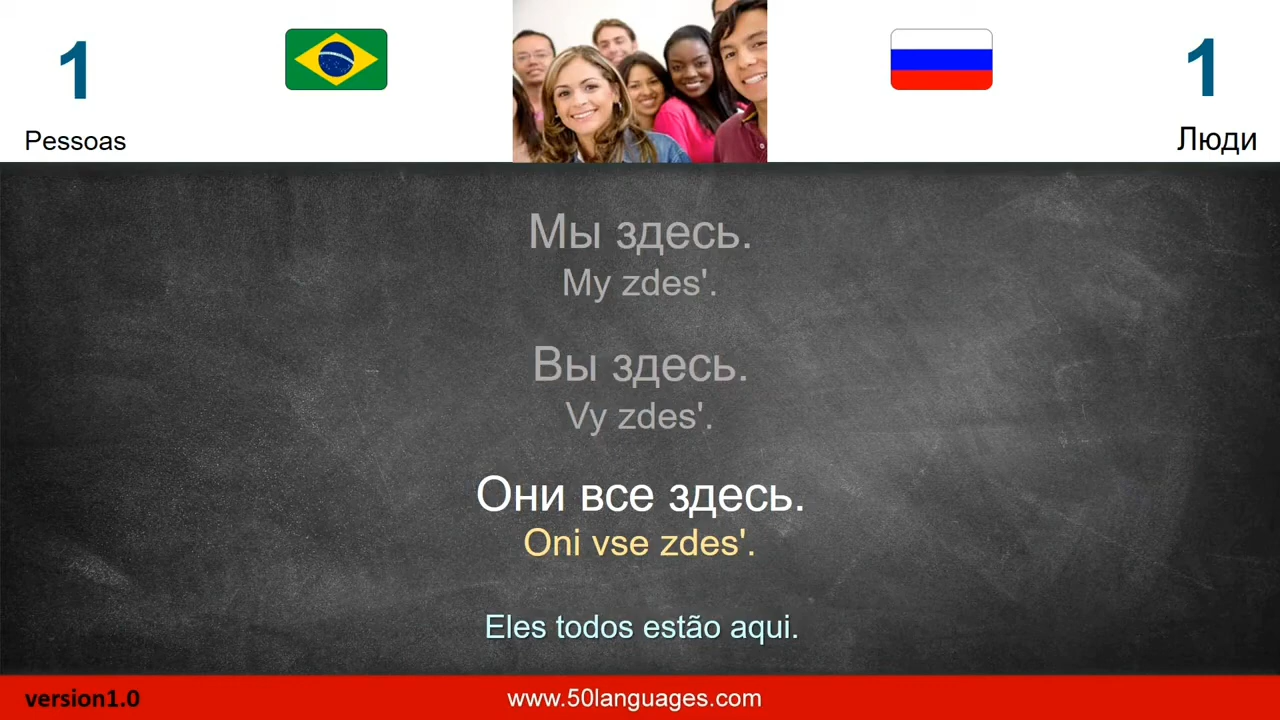 1
1
Pessoas
Люди
Мы здесь.
My zdes'.
Вы здесь.
Vy zdes'.
Они все здесь.
Oni vse zdes'.
Eles todos estão aqui.
version1.0
www.50languages.com